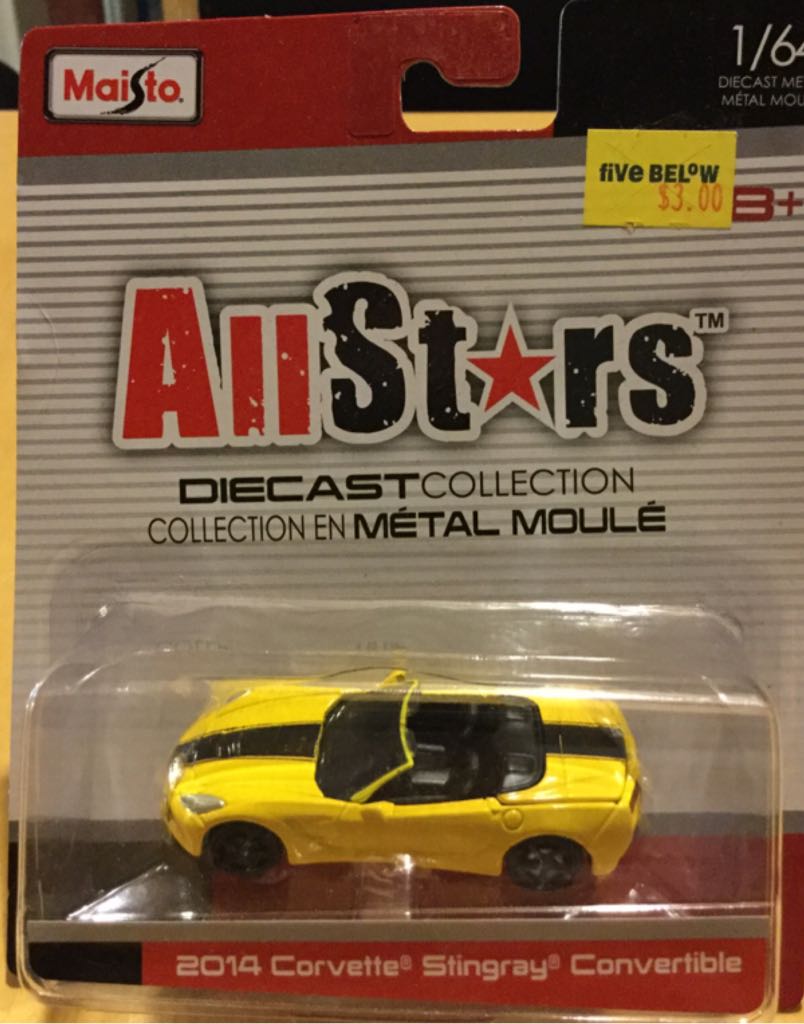 Maisto®
1/64
DIECAST ME
MÉTAL MOU
fiVe BELOW
$3.00
8+
AllStars™
DIECASTCOLLECTION
COLLECTION EN MÉTAL MOULÉ
2014 Corvette® Stingray® Convertible